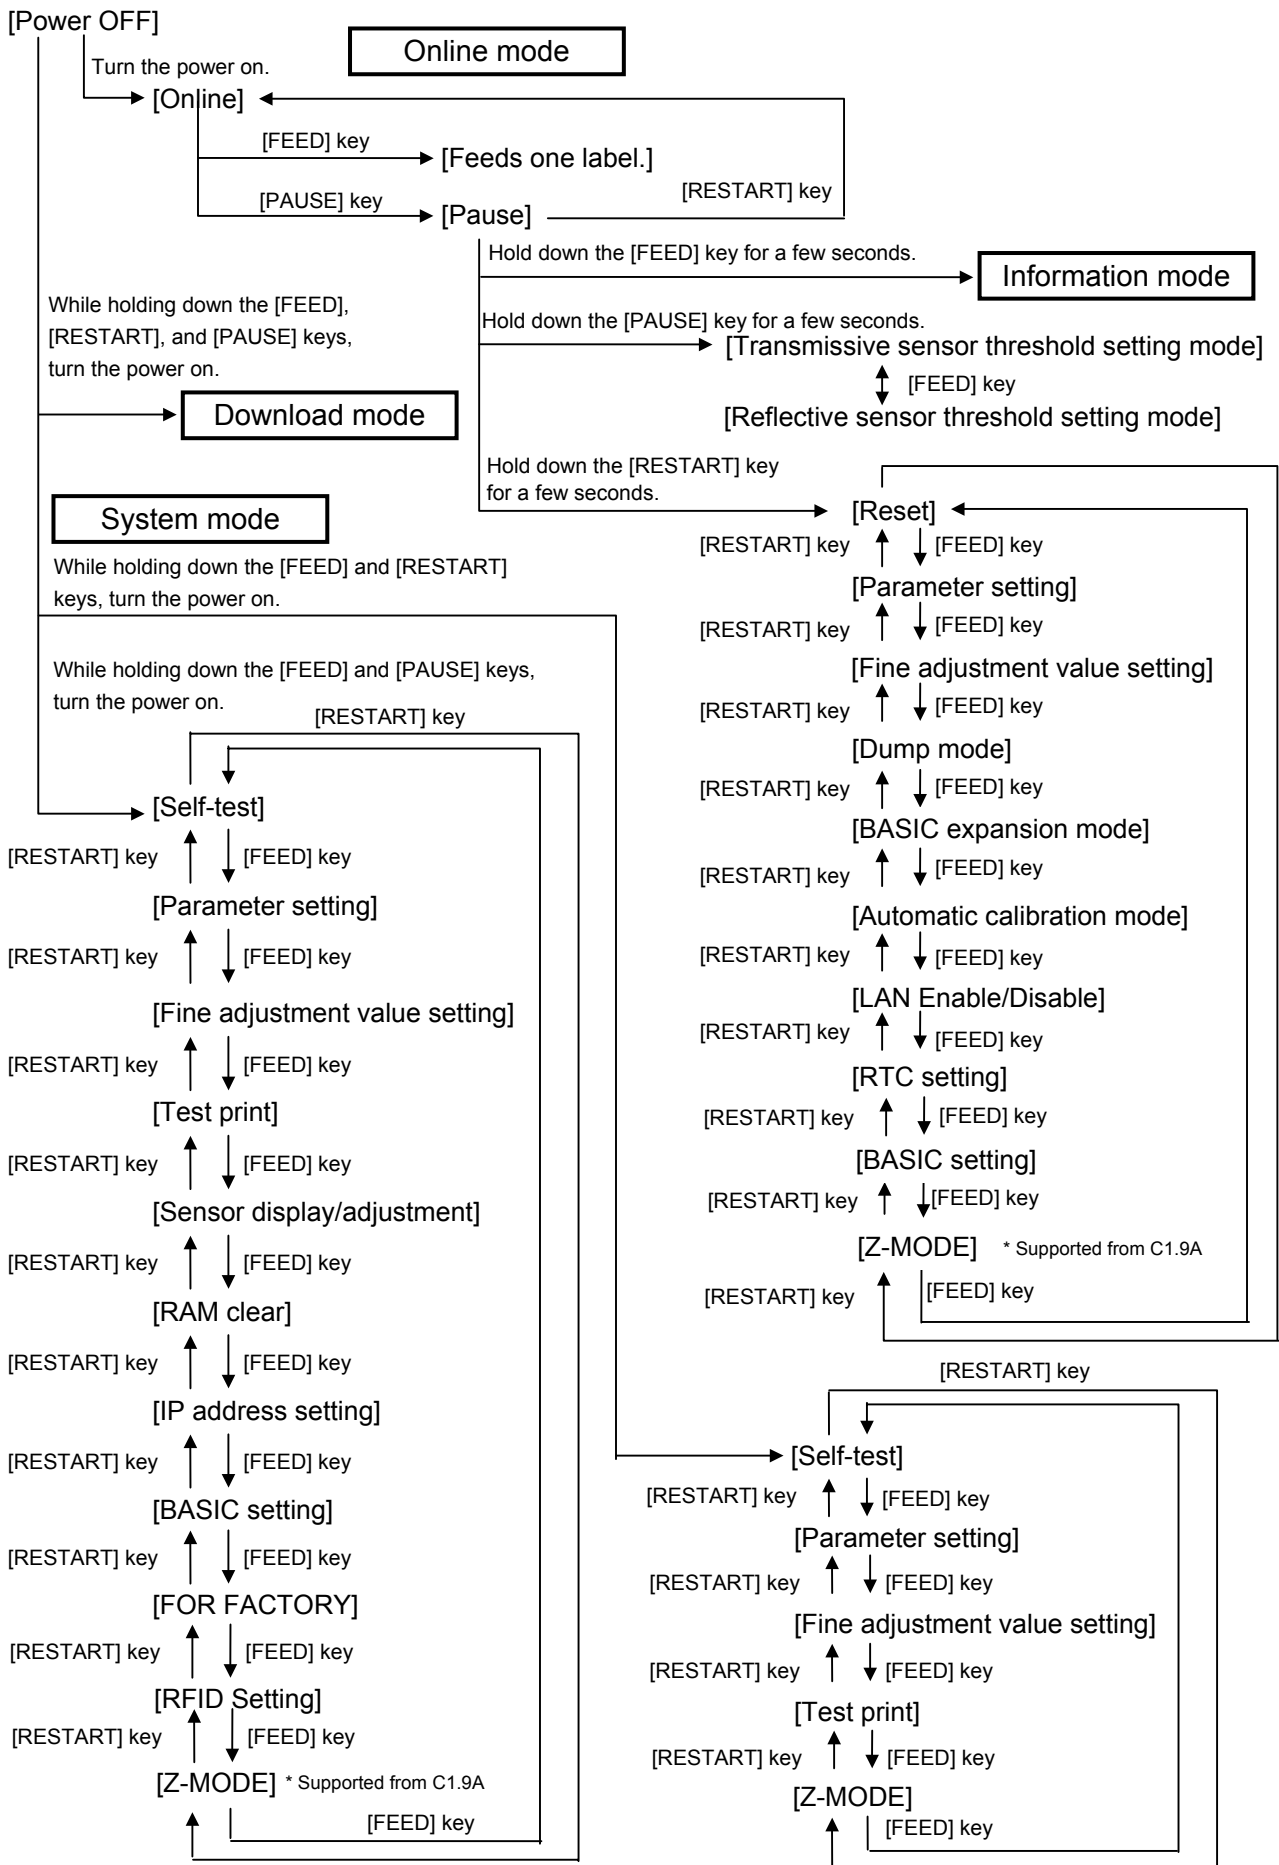 [Power OFF]
Online mode
Turn the power on.
[Online]
[FEED] key
[Feeds one label.]
[PAUSE] key
[Pause]
[RESTART] key
Hold down the [FEED] key for a few seconds.
Information mode
While holding down the [FEED],
[RESTART], and [PAUSE] keys,
turn the power on.
Download mode
Hold down the [PAUSE] key for a few seconds.
[Transmissive sensor threshold setting mode]
[FEED] key
[Reflective sensor threshold setting mode]
Hold down the [RESTART] key
for a few seconds.
[Reset]
[RESTART] key
[FEED] key
[Parameter setting]
[RESTART] key
[FEED] key
[Fine adjustment value setting]
[RESTART] key
[FEED] key
[Dump mode]
[RESTART] key
[FEED] key
[BASIC expansion mode]
[RESTART] key
[FEED] key
[Automatic calibration mode]
[RESTART] key
[FEED] key
[LAN Enable/Disable]
[RESTART] key
[FEED] key
[RTC setting]
[RESTART] key
[FEED] key
[BASIC setting]
[RESTART] key
[FEED] key
[Z-MODE] * Supported from C1.9A
[RESTART] key
[FEED] key
System mode
While holding down the [FEED] and [RESTART]
keys, turn the power on.
While holding down the [FEED] and [PAUSE] keys,
turn the power on.
[RESTART] key
[Self-test]
[RESTART] key
[FEED] key
[Parameter setting]
[RESTART] key
[FEED] key
[Fine adjustment value setting]
[RESTART] key
[FEED] key
[Test print]
[RESTART] key
[FEED] key
[Sensor display/adjustment]
[RESTART] key
[FEED] key
[RAM clear]
[RESTART] key
[FEED] key
[IP address setting]
[RESTART] key
[FEED] key
[BASIC setting]
[RESTART] key
[FEED] key
[FOR FACTORY]
[RESTART] key
[FEED] key
[RFID Setting]
[RESTART] key
[FEED] key
[Z-MODE] * Supported from C1.9A
[FEED] key
[RESTART] key
[Self-test]
[RESTART] key
[FEED] key
[Parameter setting]
[RESTART] key
[FEED] key
[Fine adjustment value setting]
[RESTART] key
[FEED] key
[Test print]
[RESTART] key
[FEED] key
[Z-MODE]
[FEED] key